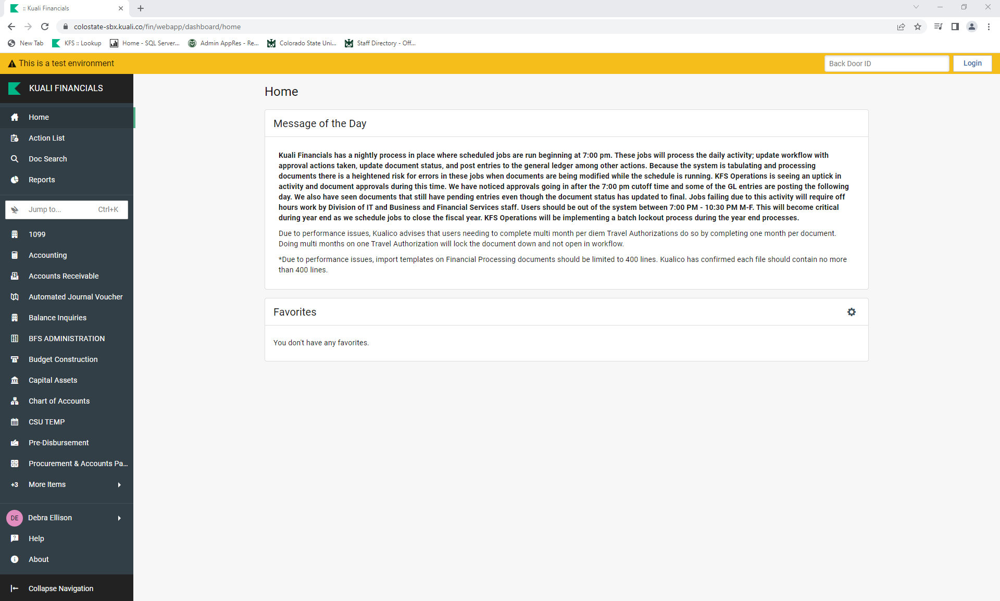 :: Kuali Financials
colostate-sbx.kuali.co/fin/webapp/dashboard/home
New Tab
KFS :: Lookup
Home - SQL Server...
Admin AppRes - Re...
Colorado State Uni...
Staff Directory - Off...
This is a test environment
Back Door ID
Login
KUALI FINANCIALS
Home
Action List
Doc Search
Reports
Jump to... Ctrl+K
1099
Accounting
Accounts Receivable
Automated Journal Voucher
Balance Inquiries
BFS ADMINISTRATION
Budget Construction
Capital Assets
Chart of Accounts
CSU TEMP
Pre-Disbursement
Procurement & Accounts Pa...
+3 More Items
DE Debra Ellison
Help
About
Collapse Navigation
Home
Message of the Day
Kuali Financials has a nightly process in place where scheduled jobs are run beginning at 7:00 pm. These jobs will process the daily activity; update workflow with
approval actions taken, update document status, and post entries to the general ledger among other actions. Because the system is tabulating and processing
documents there is a heightened risk for errors in these jobs when documents are being modified while the schedule is running. KFS Operations is seeing an uptick in
activity and document approvals during this time. We have noticed approvals going in after the 7:00 pm cutoff time and some of the GL entries are posting the following
day. We also have seen documents that still have pending entries even though the document status has updated to final. Jobs failing due to this activity will require off
hours work by Division of IT and Business and Financial Services staff. Users should be out of the system between 7:00 PM - 10:30 PM M-F. This will become critical
during year end as we schedule jobs to close the fiscal year. KFS Operations will be implementing a batch lockout process during the year end processes.
Due to performance issues, Kualico advises that users needing to complete multi month per diem Travel Authorizations do so by completing one month per document.
Doing multi months on one Travel Authorization will lock the document down and not open in workflow.
*Due to performance issues, import templates on Financial Processing documents should be limited to 400 lines. Kualico has confirmed each file should contain no more
than 400 lines.
Favorites
You don't have any favorites.